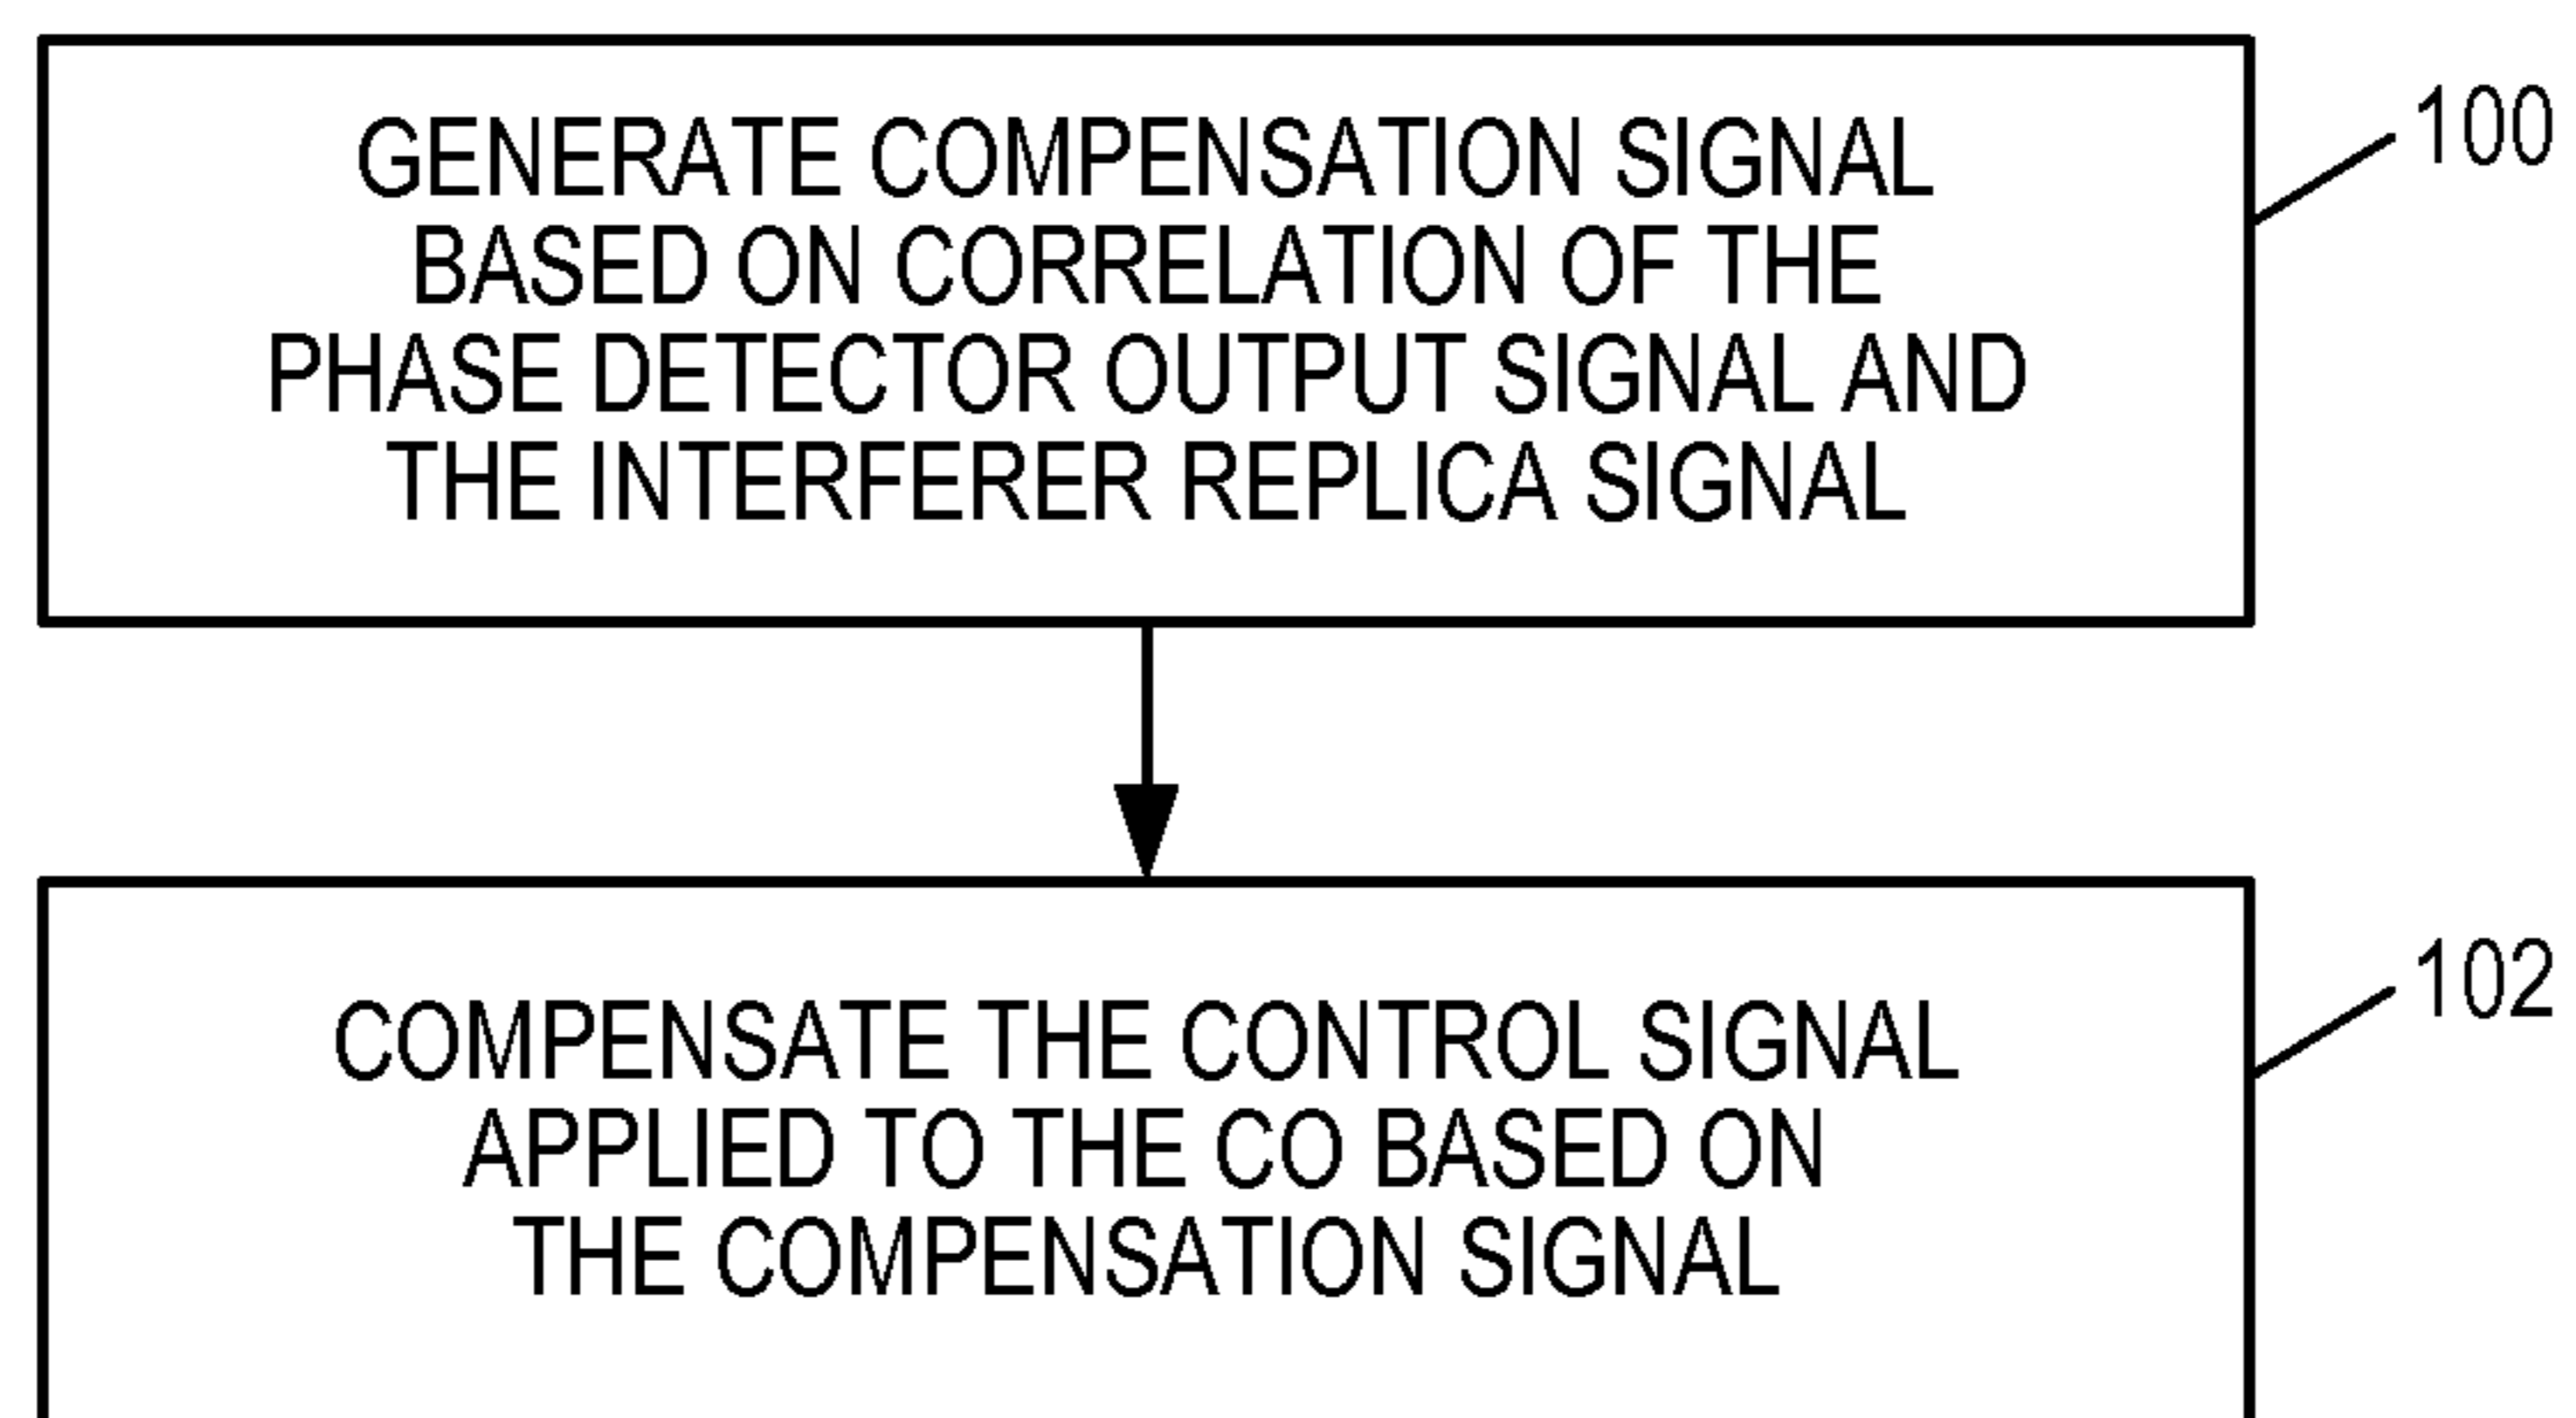 GENERATE COMPENSATION SIGNAL
BASED ON CORRELATION OF THE
PHASE DETECTOR OUTPUT SIGNAL AND
THE INTERFERER REPLICA SIGNAL
100
COMPENSATE THE CONTROL SIGNAL
APPLIED TO THE CO BASED ON
THE COMPENSATION SIGNAL
102